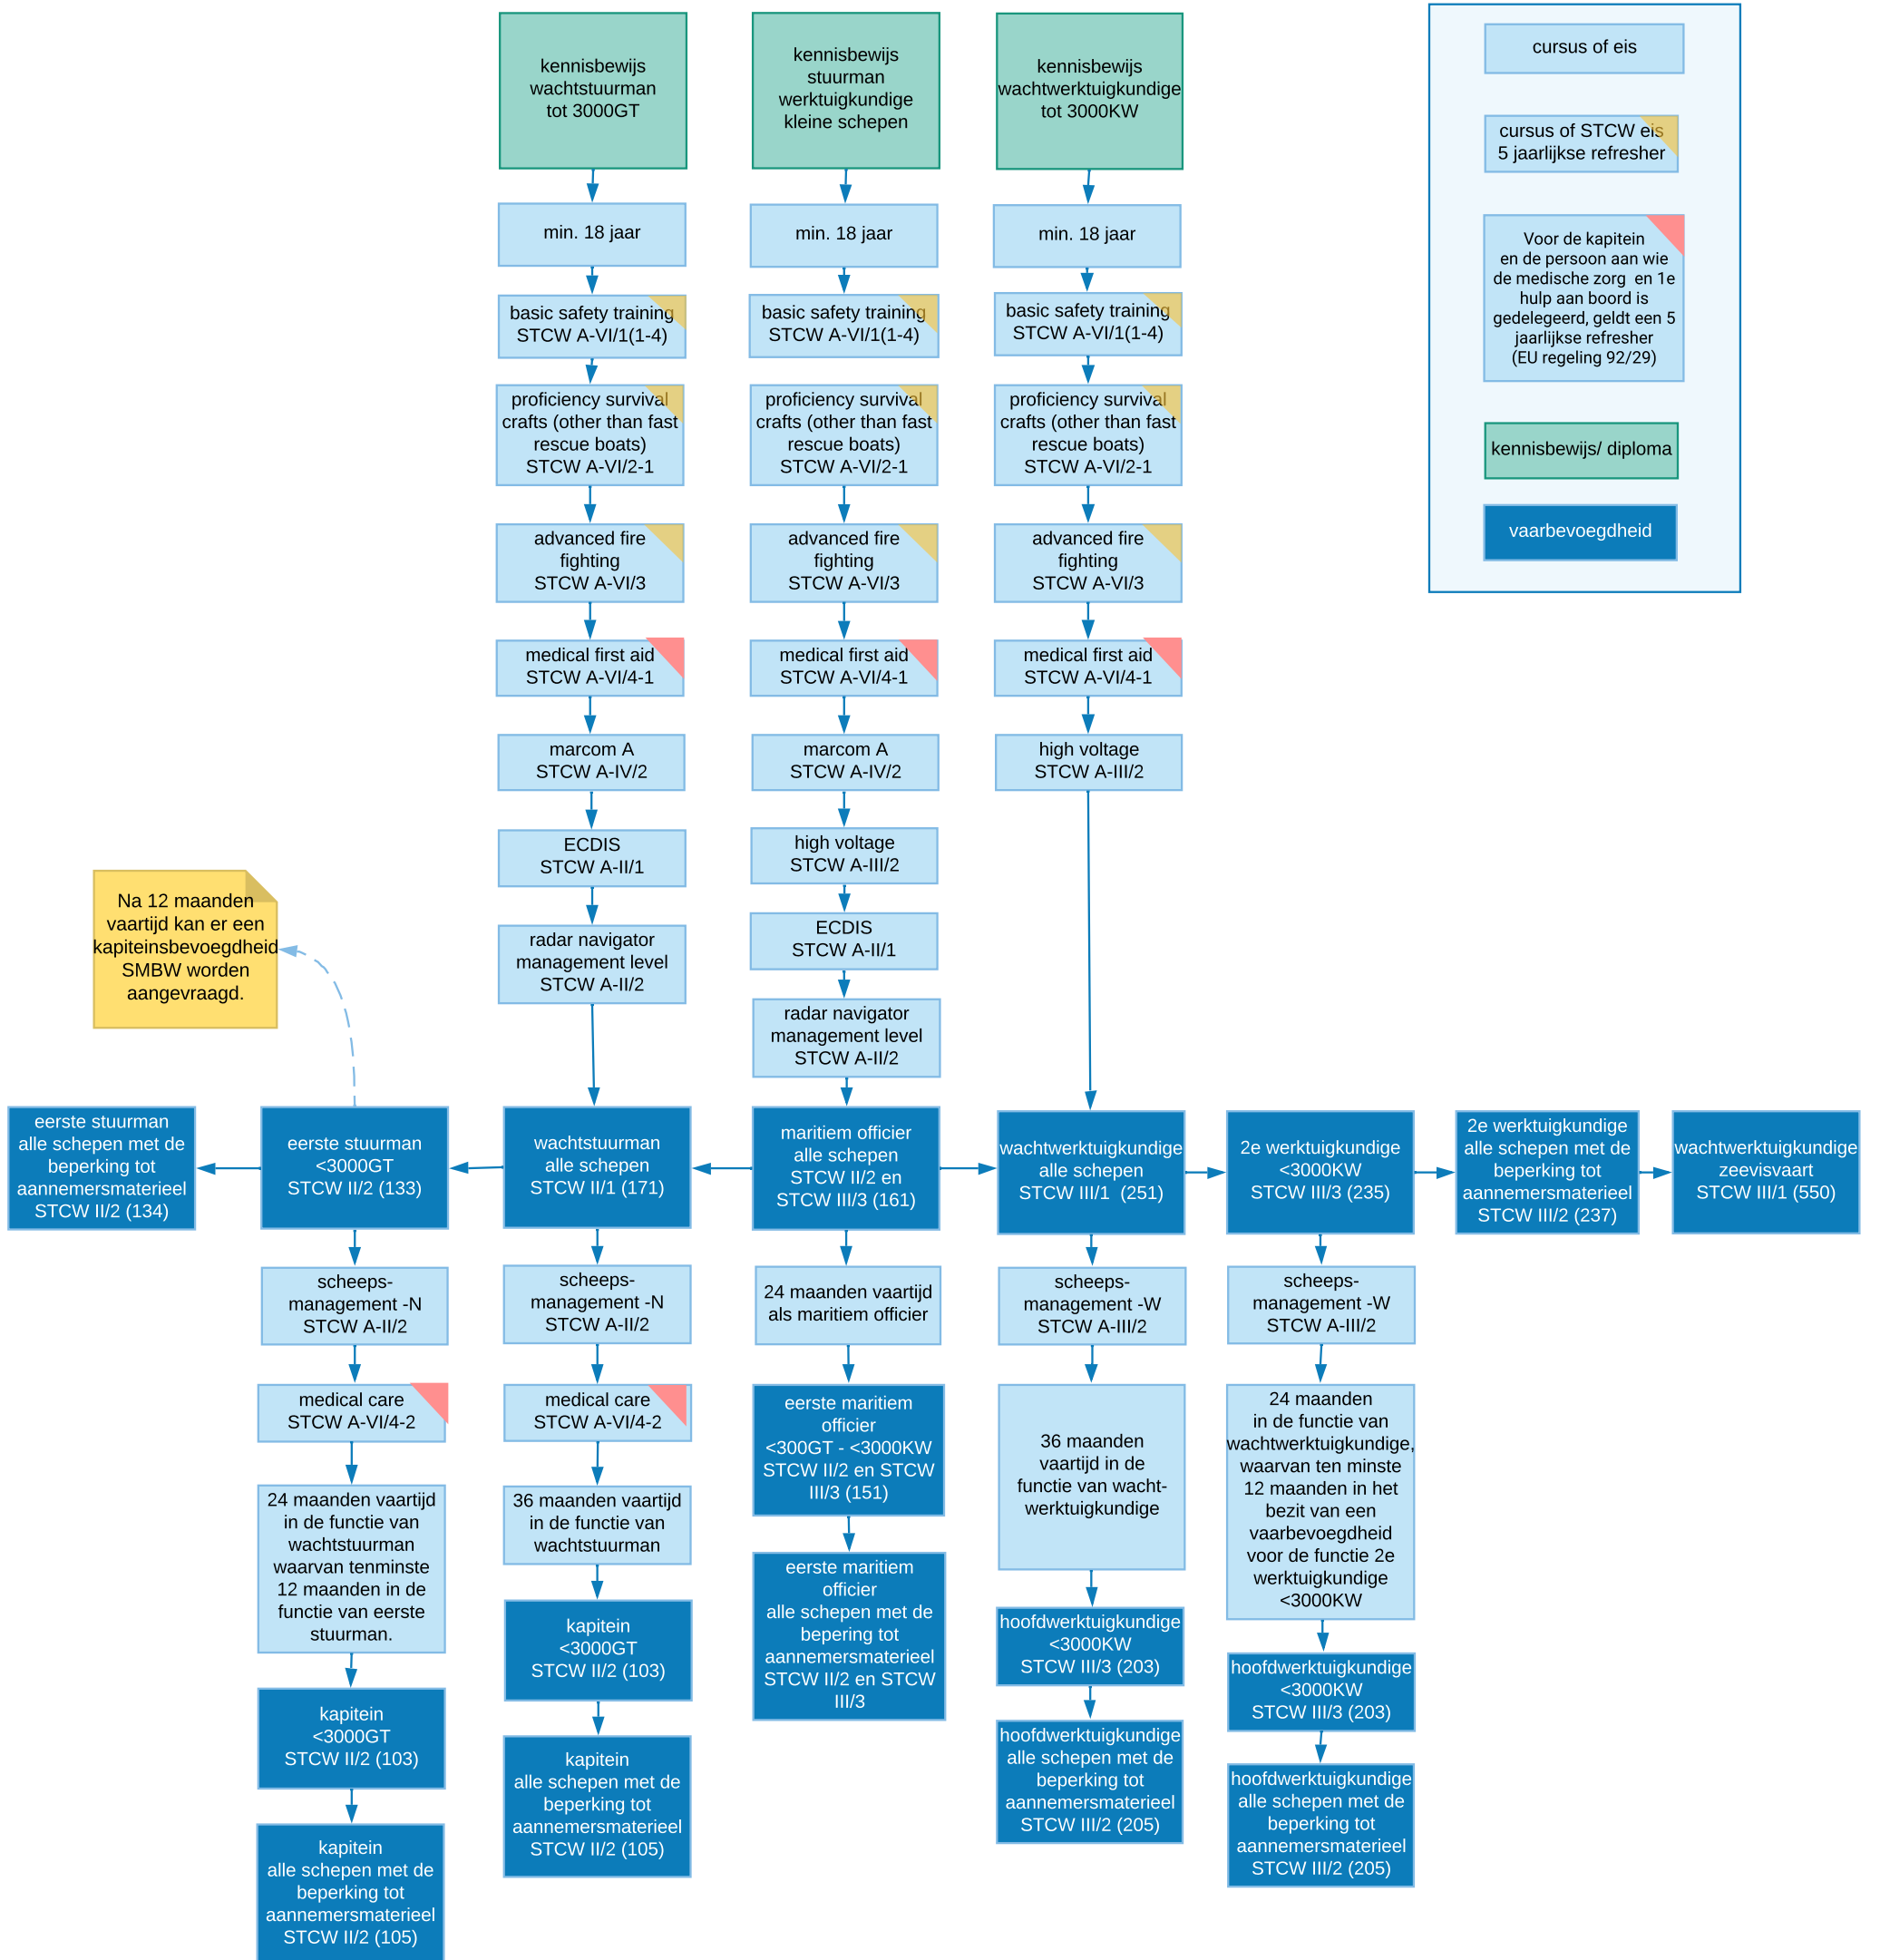 kennisbewijs
wachtstuurman
tot 3000GT
kennisbewijs
stuurman
werktuigkundige
kleine schepen
kennisbewijs
wachtwerktuigkundige
tot 3000KW
cursus of eis
cursus of STCW eis
5 jaarlijkse refresher
Voor de kapitein
en de persoon aan wie
de medische zorg en 1e
hulp aan boord is
gedelegeerd, geldt een 5
jaarlijkse refresher
(EU regeling 92/29)
kennisbewijs/ diploma
vaarbevoegdheid
min. 18 jaar
min. 18 jaar
min. 18 jaar
basic safety training
STCW A-VI/1(1-4)
basic safety training
STCW A-VI/1(1-4)
basic safety training
STCW A-VI/1(1-4)
proficiency survival
crafts (other than fast
rescue boats)
STCW A-VI/2-1
proficiency survival
crafts (other than fast
rescue boats)
STCW A-VI/2-1
proficiency survival
crafts (other than fast
rescue boats)
STCW A-VI/2-1
advanced fire
fighting
STCW A-VI/3
advanced fire
fighting
STCW A-VI/3
advanced fire
fighting
STCW A-VI/3
medical first aid
STCW A-VI/4-1
medical first aid
STCW A-VI/4-1
medical first aid
STCW A-VI/4-1
marcom A
STCW A-IV/2
marcom A
STCW A-IV/2
high voltage
STCW A-III/2
ECDIS
STCW A-II/1
high voltage
STCW A-III/2
Na 12 maanden
vaartijd kan er een
kapiteinsbevoegdheid
SMBW worden
aangevraagd.
radar navigator
management level
STCW A-II/2
ECDIS
STCW A-II/1
radar navigator
management level
STCW A-II/2
eerste stuurman
alle schepen met de
beperking tot
aannemersmaterieel
STCW II/2 (134)
eerste stuurman
<3000GT
STCW II/2 (133)
wachtstuurman
alle schepen
STCW II/1 (171)
maritiem officier
alle schepen
STCW II/2 en
STCW III/3 (161)
wachtwerktuigkundige
alle schepen
STCW III/1 (251)
2e werktuigkundige
<3000KW
STCW III/3 (235)
2e werktuigkundige
alle schepen met de
beperking tot
aannemersmaterieel
STCW III/2 (237)
wachtwerktuigkundige
zeevisvaart
STCW III/1 (550)
scheeps-
management -N
STCW A-II/2
scheeps-
management -N
STCW A-II/2
24 maanden vaartijd
als maritiem officier
scheeps-
management -W
STCW A-III/2
scheeps-
management -W
STCW A-III/2
medical care
STCW A-VI/4-2
medical care
STCW A-VI/4-2
eerste maritiem
officier
<300GT - <3000KW
STCW II/2 en STCW
III/3 (151)
36 maanden
vaartijd in de
functie van wacht-
werktuigkundige
24 maanden
in de functie van
wachtwerktuigkundige,
waarvan ten minste
12 maanden in het
bezit van een
vaarbevoegdheid
voor de functie 2e
werktuigkundige
<3000KW
24 maanden vaartijd
in de functie van
wachtstuurman
waarvan tenminste
12 maanden in de
functie van eerste
stuurman.
36 maanden vaartijd
in de functie van
wachtstuurman
eerste maritiem
officier
alle schepen met de
bepering tot
aannemersmaterieel
STCW II/2 en STCW
III/3
kapitein
<3000GT
STCW II/2 (103)
hoofdwerktuigkundige
<3000KW
STCW III/3 (203)
hoofdwerktuigkundige
<3000KW
STCW III/3 (203)
kapitein
<3000GT
STCW II/2 (103)
kapitein
alle schepen met de
beperking tot
aannemersmaterieel
STCW II/2 (105)
hoofdwerktuigkundige
alle schepen met de
beperking tot
aannemersmaterieel
STCW III/2 (205)
hoofdwerktuigkundige
alle schepen met de
beperking tot
aannemersmaterieel
STCW III/2 (205)
kapitein
alle schepen met de
beperking tot
aannemersmaterieel
STCW II/2 (105)